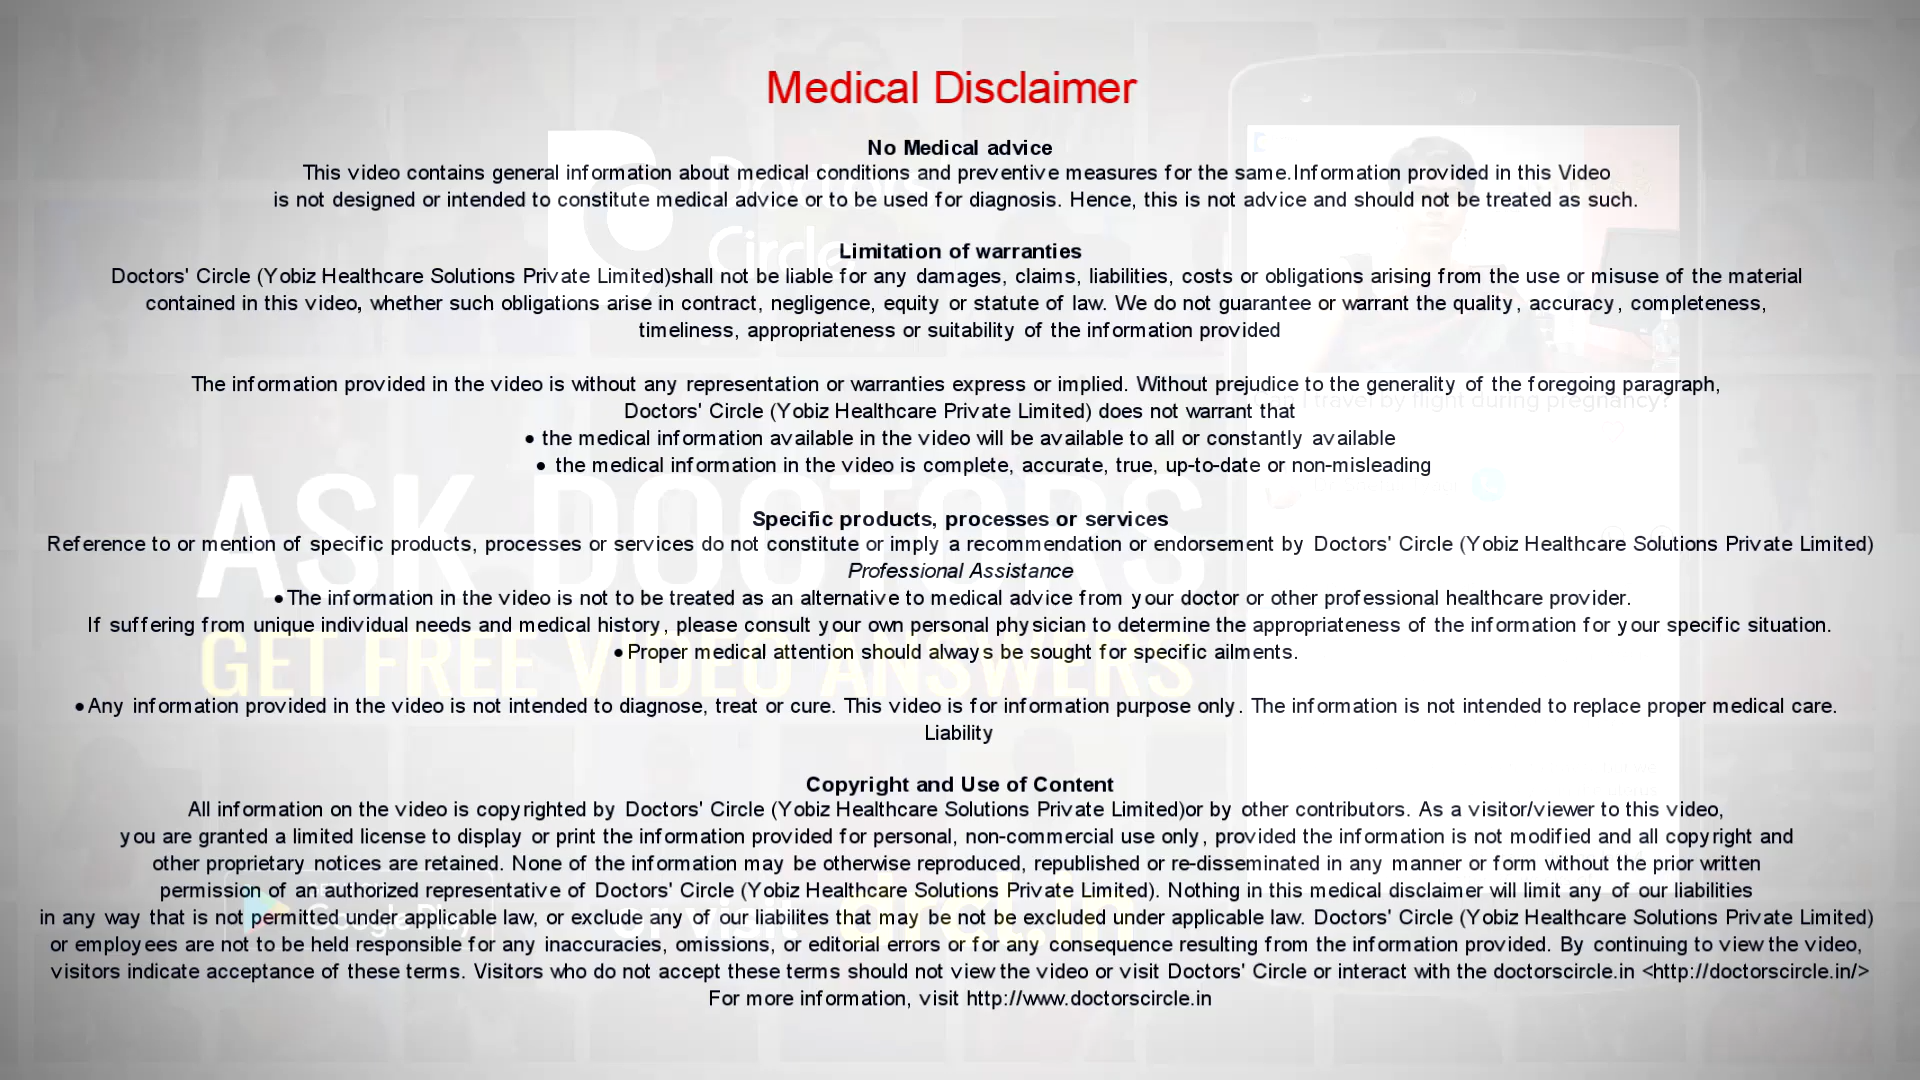 Medical Disclaimer
No Medical advice
This video contains general information about medical conditions and preventive measures for the same.Information provided in this Video
is not designed or intended to constitute medical advice or to be used for diagnosis. Hence, this is not advice and should not be treated as such.
Doctors'
Circle
Limitation of warranties
Doctors' Circle (Yobiz Healthcare Solutions Private Limited)shall not be liable for any damages, claims, liabilities, costs or obligations arising from the use or misuse of the material
contained in this video, whether such obligations arise in contract, negligence, equity or statute of law. We do not guarantee or warrant the quality, accuracy, completeness,
timeliness, appropriateness or suitability of the information provided
The information provided in the video is without any representation or warranties express or implied. Without prejudice to the generality of the foregoing paragraph,
Can I travel by flight during pregnancy?
Doctors' Circle (Yobiz Healthcare Private Limited) does not warrant that
• the medical information available in the video will be available to all or constantly available
• the medical information in the video is complete, accurate, true, up-to-date or non-misleading
ASK DOCTORS
Specific products, processes or services
Reference to or mention of specific products, processes or services do not constitute or imply a recommendation or endorsement by Doctors' Circle (Yobiz Healthcare Solutions Private Limited)
Professional Assistance
•The information in the video is not to be treated as an alternative to medical advice from your doctor or other professional healthcare provider.
If suffering from unique individual needs and medical history, please consult your own personal physician to determine the appropriateness of the information for your specific situation.
•Proper medical attention should always be sought for specific ailments.
GET FREE VIDEO ANSWERS
•Any information provided in the video is not intended to diagnose, treat or cure. This video is for information purpose only. The information is not intended to replace proper medical care.
Liability
Copyright and Use of Content
All information on the video is copyrighted by Doctors' Circle (Yobiz Healthcare Solutions Private Limited)or by other contributors. As a visitor/viewer to this video,
you are granted a limited license to display or print the information provided for personal, non-commercial use only, provided the information is not modified and all copyright and
other proprietary notices are retained. None of the information may be otherwise reproduced, republished or re-disseminated in any manner or form without the prior written
permission of an authorized representative of Doctors' Circle (Yobiz Healthcare Solutions Private Limited). Nothing in this medical disclaimer will limit any of our liabilities
in any way that is not permitted under applicable law, or exclude any of our liabilites that may be not be excluded under applicable law. Doctors' Circle (Yobiz Healthcare Solutions Private Limited)
Google Play
or visit drcl.in
or employees are not to be held responsible for any inaccuracies, omissions, or editorial errors or for any consequence resulting from the information provided. By continuing to view the video,
visitors indicate acceptance of these terms. Visitors who do not accept these terms should not view the video or visit Doctors' Circle or interact with the doctorscircle.in <http://doctorscircle.in/>
For more information, visit http://www.doctorscircle.in